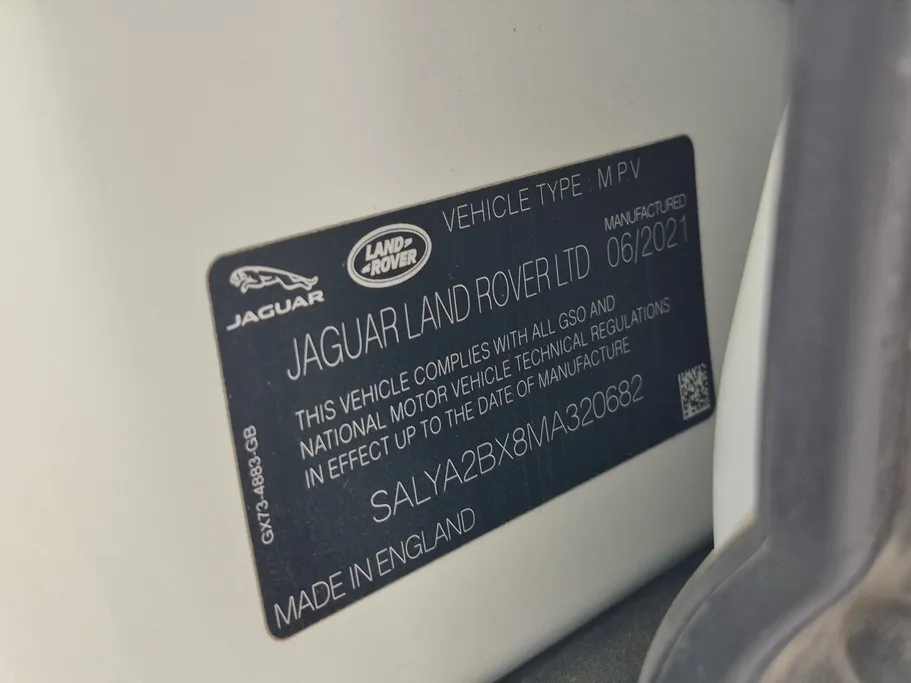 VEHICLE TYPE : MPV
JAGUAR
LAND-
-ROVER
MANUFACTURED
06/2021
JAGUAR LAND ROVER LTD
THIS VEHICLE COMPLIES WITH ALL GSO AND
NATIONAL MOTOR VEHICLE TECHNICAL REGULATIONS
IN EFFECT UP TO THE DATE OF MANUFACTURE
SALYA2BX8MA320682
GX73-4883-GB
MADE IN ENGLAND